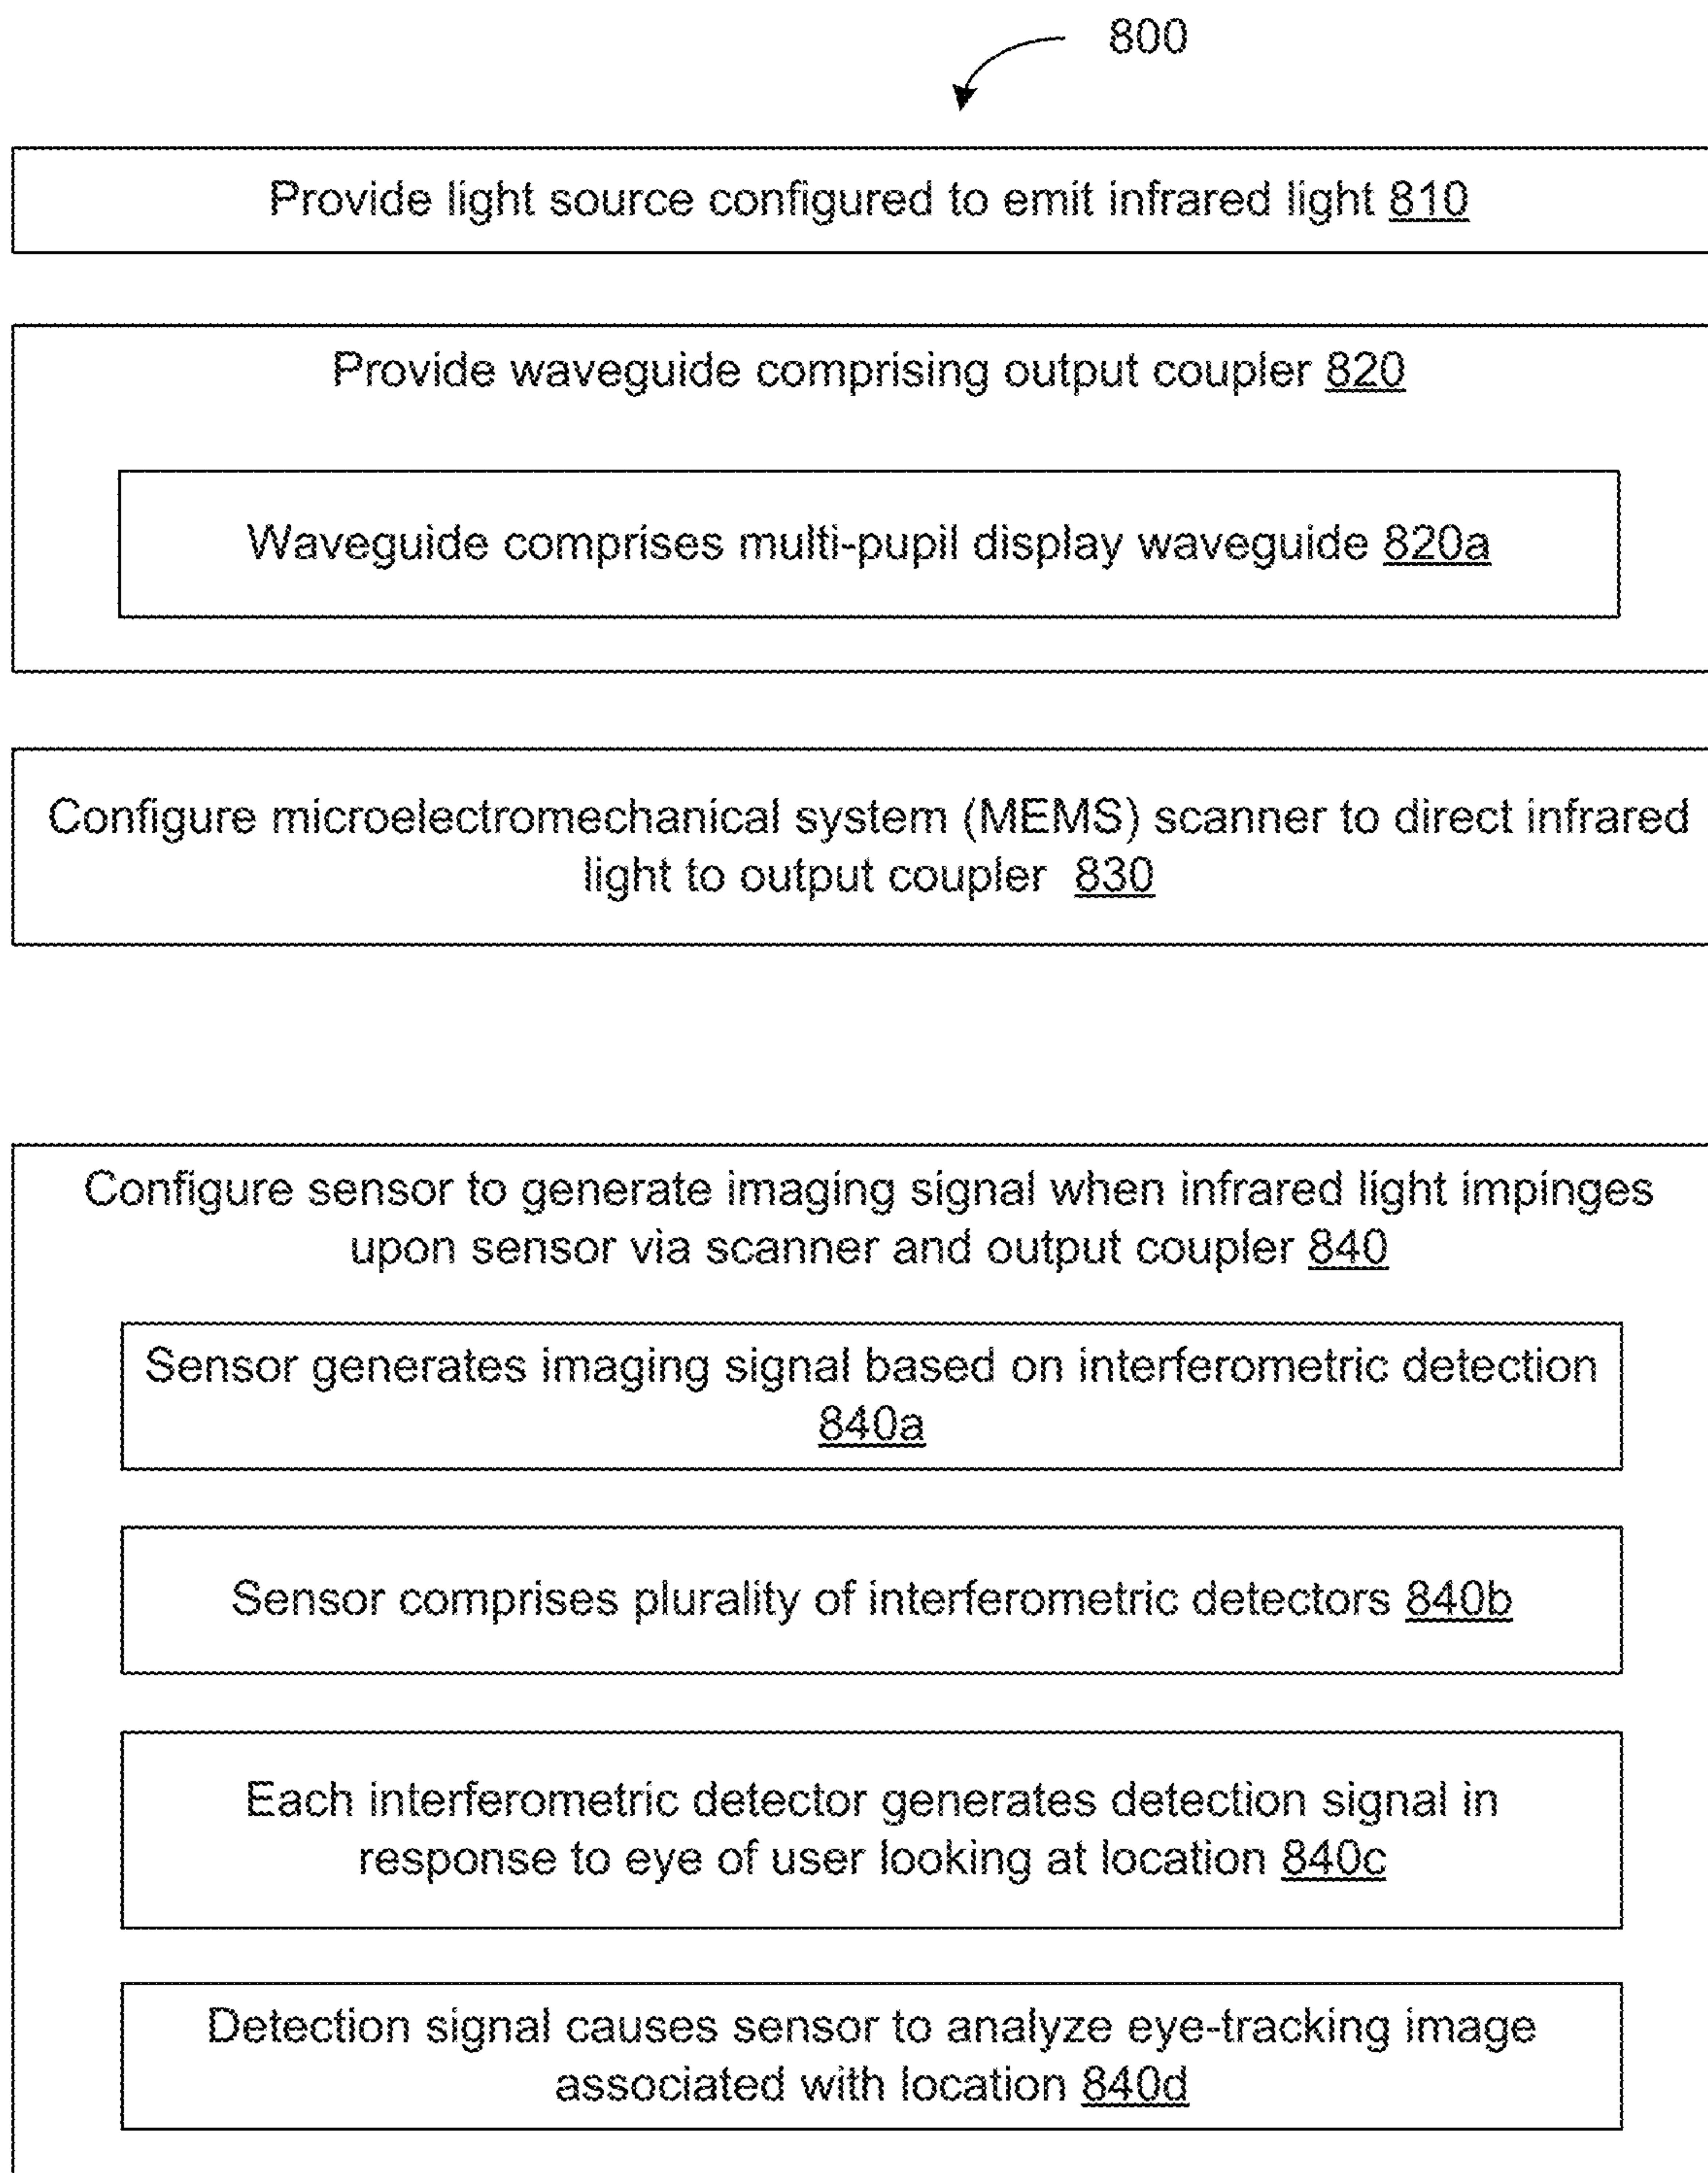 800
Provide light source configured to emit infrared light 810
Provide waveguide comprising output coupler 820
Waveguide comprises multi-pupil display waveguide 820a
Configure microelectromechanical system (MEMS) scanner to direct infrared
light to output coupler 830
Configure sensor to generate imaging signal when infrared light impinges
upon sensor via scanner and output coupler 840
Sensor generates imaging signal based on interferometric detection
840a
Sensor comprises plurality of interferometric detectors 840b
Each interferometric detector generates detection signal in
response to eye of user looking at location 840c
Detection signal causes sensor to analyze eye-tracking image
associated with location 840d